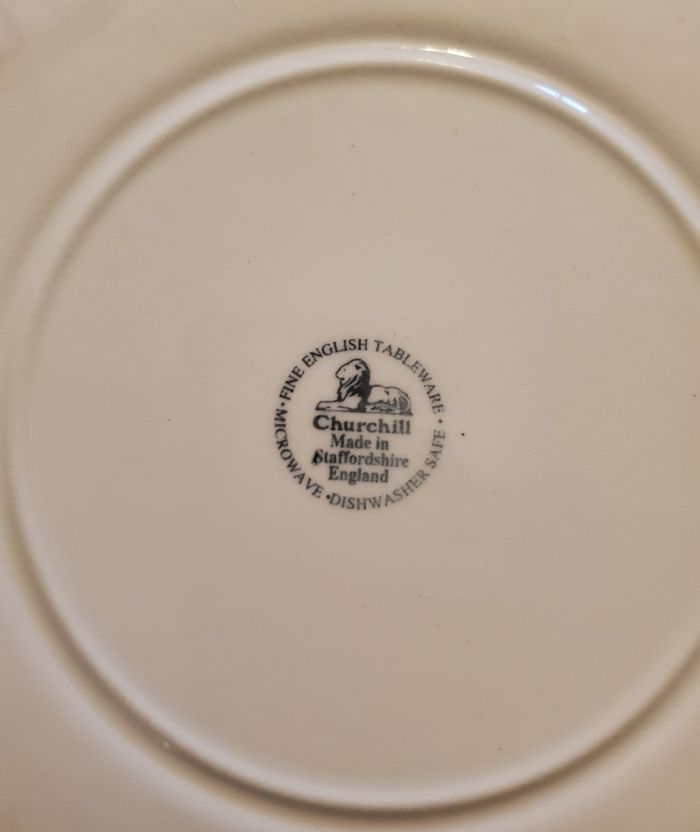 • FINE ENGLISH TABLEWARE •
Churchill
Made in
Staffordshire
England
MICROWAVE • DISHWASHER SAFE